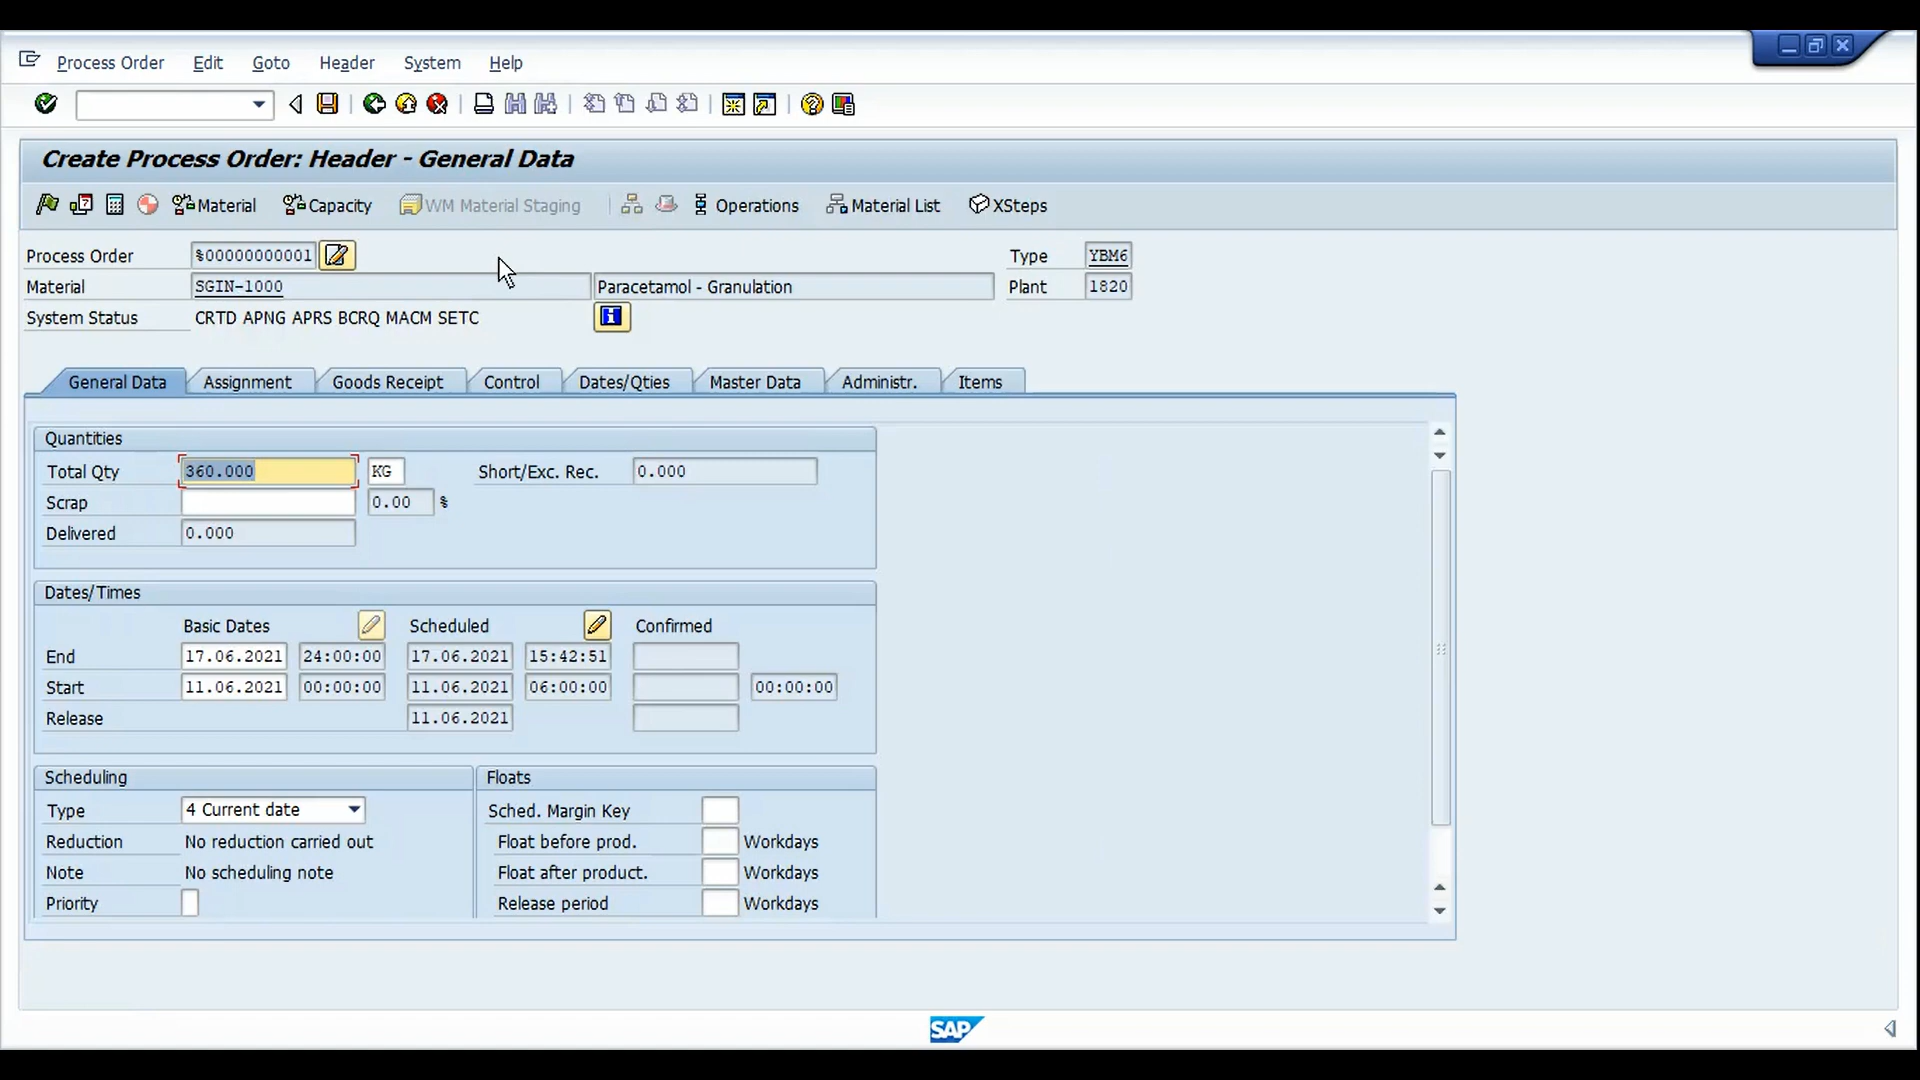 Process Order Edit Goto Header System Help
Create Process Order: Header - General Data
Material Capacity WM Material Staging Operations Material List XSteps
Process Order %00000000001 Type YBM6
Material SGIN-1000 Paracetamol - Granulation Plant 1820
System Status CRTD APNG APRS BCRQ MACM SETC
General Data Assignment Goods Receipt Control Dates/Qties Master Data Administr. Items
Quantities
Total Qty 360.000 KG Short/Exc. Rec. 0.000
Scrap 0.00 %
Delivered 0.000
Dates/Times
Basic Dates Scheduled Confirmed
End 17.06.2021 24:00:00 17.06.2021 15:42:51
Start 11.06.2021 00:00:00 11.06.2021 06:00:00 00:00:00
Release 11.06.2021
Scheduling Floats
Type 4 Current date Sched. Margin Key
Reduction No reduction carried out Float before prod. Workdays
Note No scheduling note Float after product. Workdays
Priority Release period Workdays
SAP